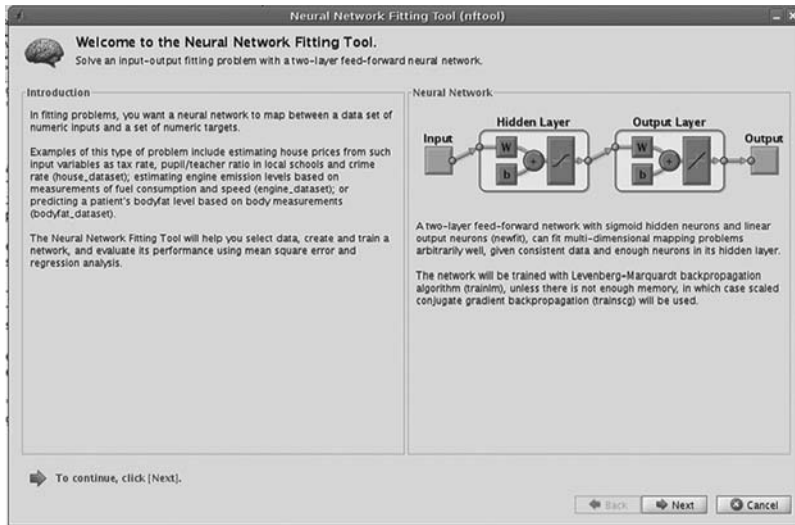 Neural Network Fitting Tool (nftool)
Welcome to the Neural Network Fitting Tool.
Solve an input-output fitting problem with a two-layer feed-forward neural network.
Introduction
In fitting problems, you want a neural network to map between a data set of
numeric inputs and a set of numeric targets.
Examples of this type of problem include estimating house prices from such
input variables as tax rate, pupil/teacher ratio in local schools and crime
rate (house_dataset); estimating engine emission levels based on
measurements of fuel consumption and speed (engine_dataset); or
predicting a patient's bodyfat level based on body measurements
(bodyfat_dataset).
The Neural Network Fitting Tool will help you select data, create and train a
network, and evaluate its performance using mean square error and
regression analysis.
Neural Network
Hidden Layer
Output Layer
Input
W
b
+
W
b
+
Output
A two-layer feed-forward network with sigmoid hidden neurons and linear
output neurons (newfit), can fit multi-dimensional mapping problems
arbitrarily well, given consistent data and enough neurons in its hidden layer.
The network will be trained with Levenberg-Marquardt backpropagation
algorithm (trainlm), unless there is not enough memory, in which case scaled
conjugate gradient backpropagation (trainscg) will be used.
To continue, click [Next].
Back
Next
Cancel